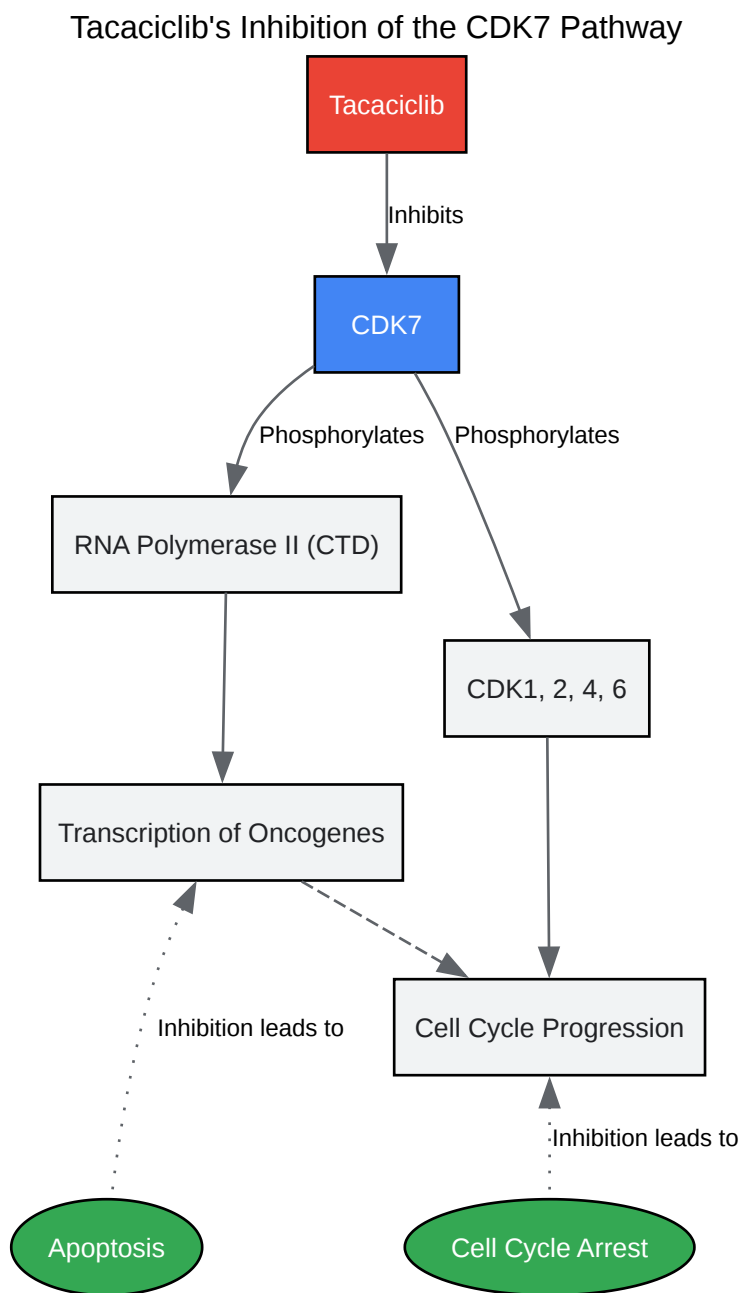 Tacaciclib's Inhibition of the CDK7 Pathway
Tacaciclib
Inhibits
CDK7
Phosphorylates
Phosphorylates
RNA Polymerase II (CTD)
CDK1, 2, 4, 6
Transcription of Oncogenes
Inhibition leads to
Cell Cycle Progression
Inhibition leads to
Apoptosis
Cell Cycle Arrest